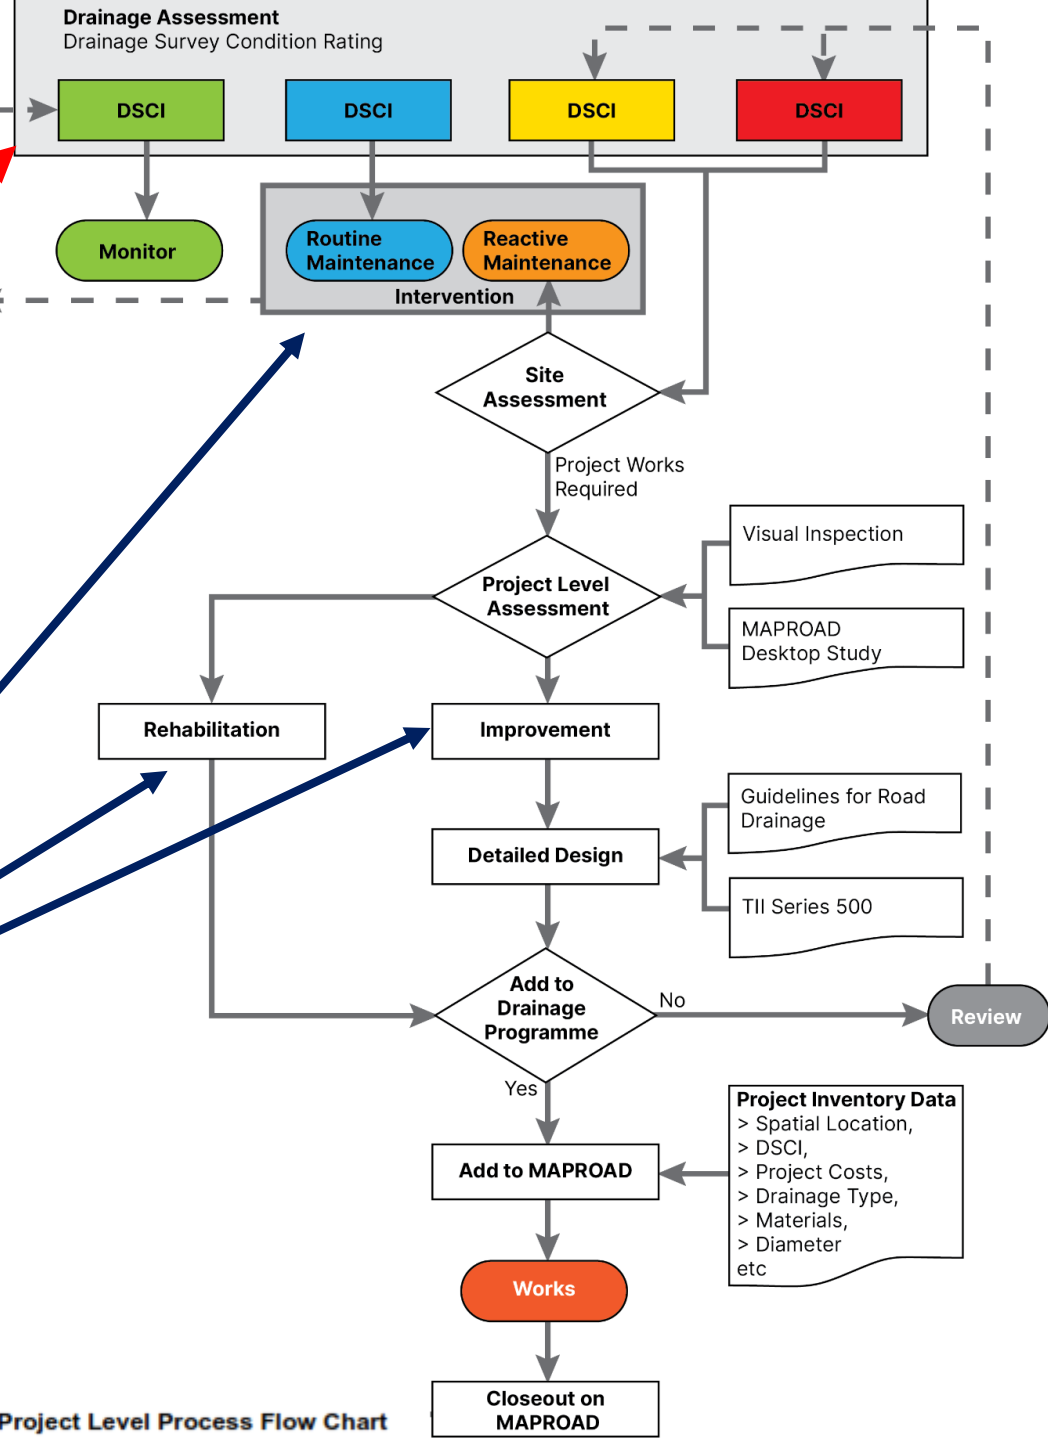 Drainage Assessment
Drainage Survey Condition Rating
DSCI
DSCI
DSCI
DSCI
Monitor
Routine
Maintenance
Reactive
Maintenance
Intervention
Site
Assessment
Project Works
Required
Visual Inspection
Project Level
Assessment
MAPROAD
Desktop Study
Rehabilitation
Improvement
Guidelines for Road
Drainage
Detailed Design
TII Series 500
Add to
Drainage
Programme
No
Review
Yes
Project Inventory Data
> Spatial Location,
> DSCI,
> Project Costs,
> Drainage Type,
> Materials,
> Diameter
etc
Add to MAPROAD
Works
Closeout on
MAPROAD
Project Level Process Flow Chart